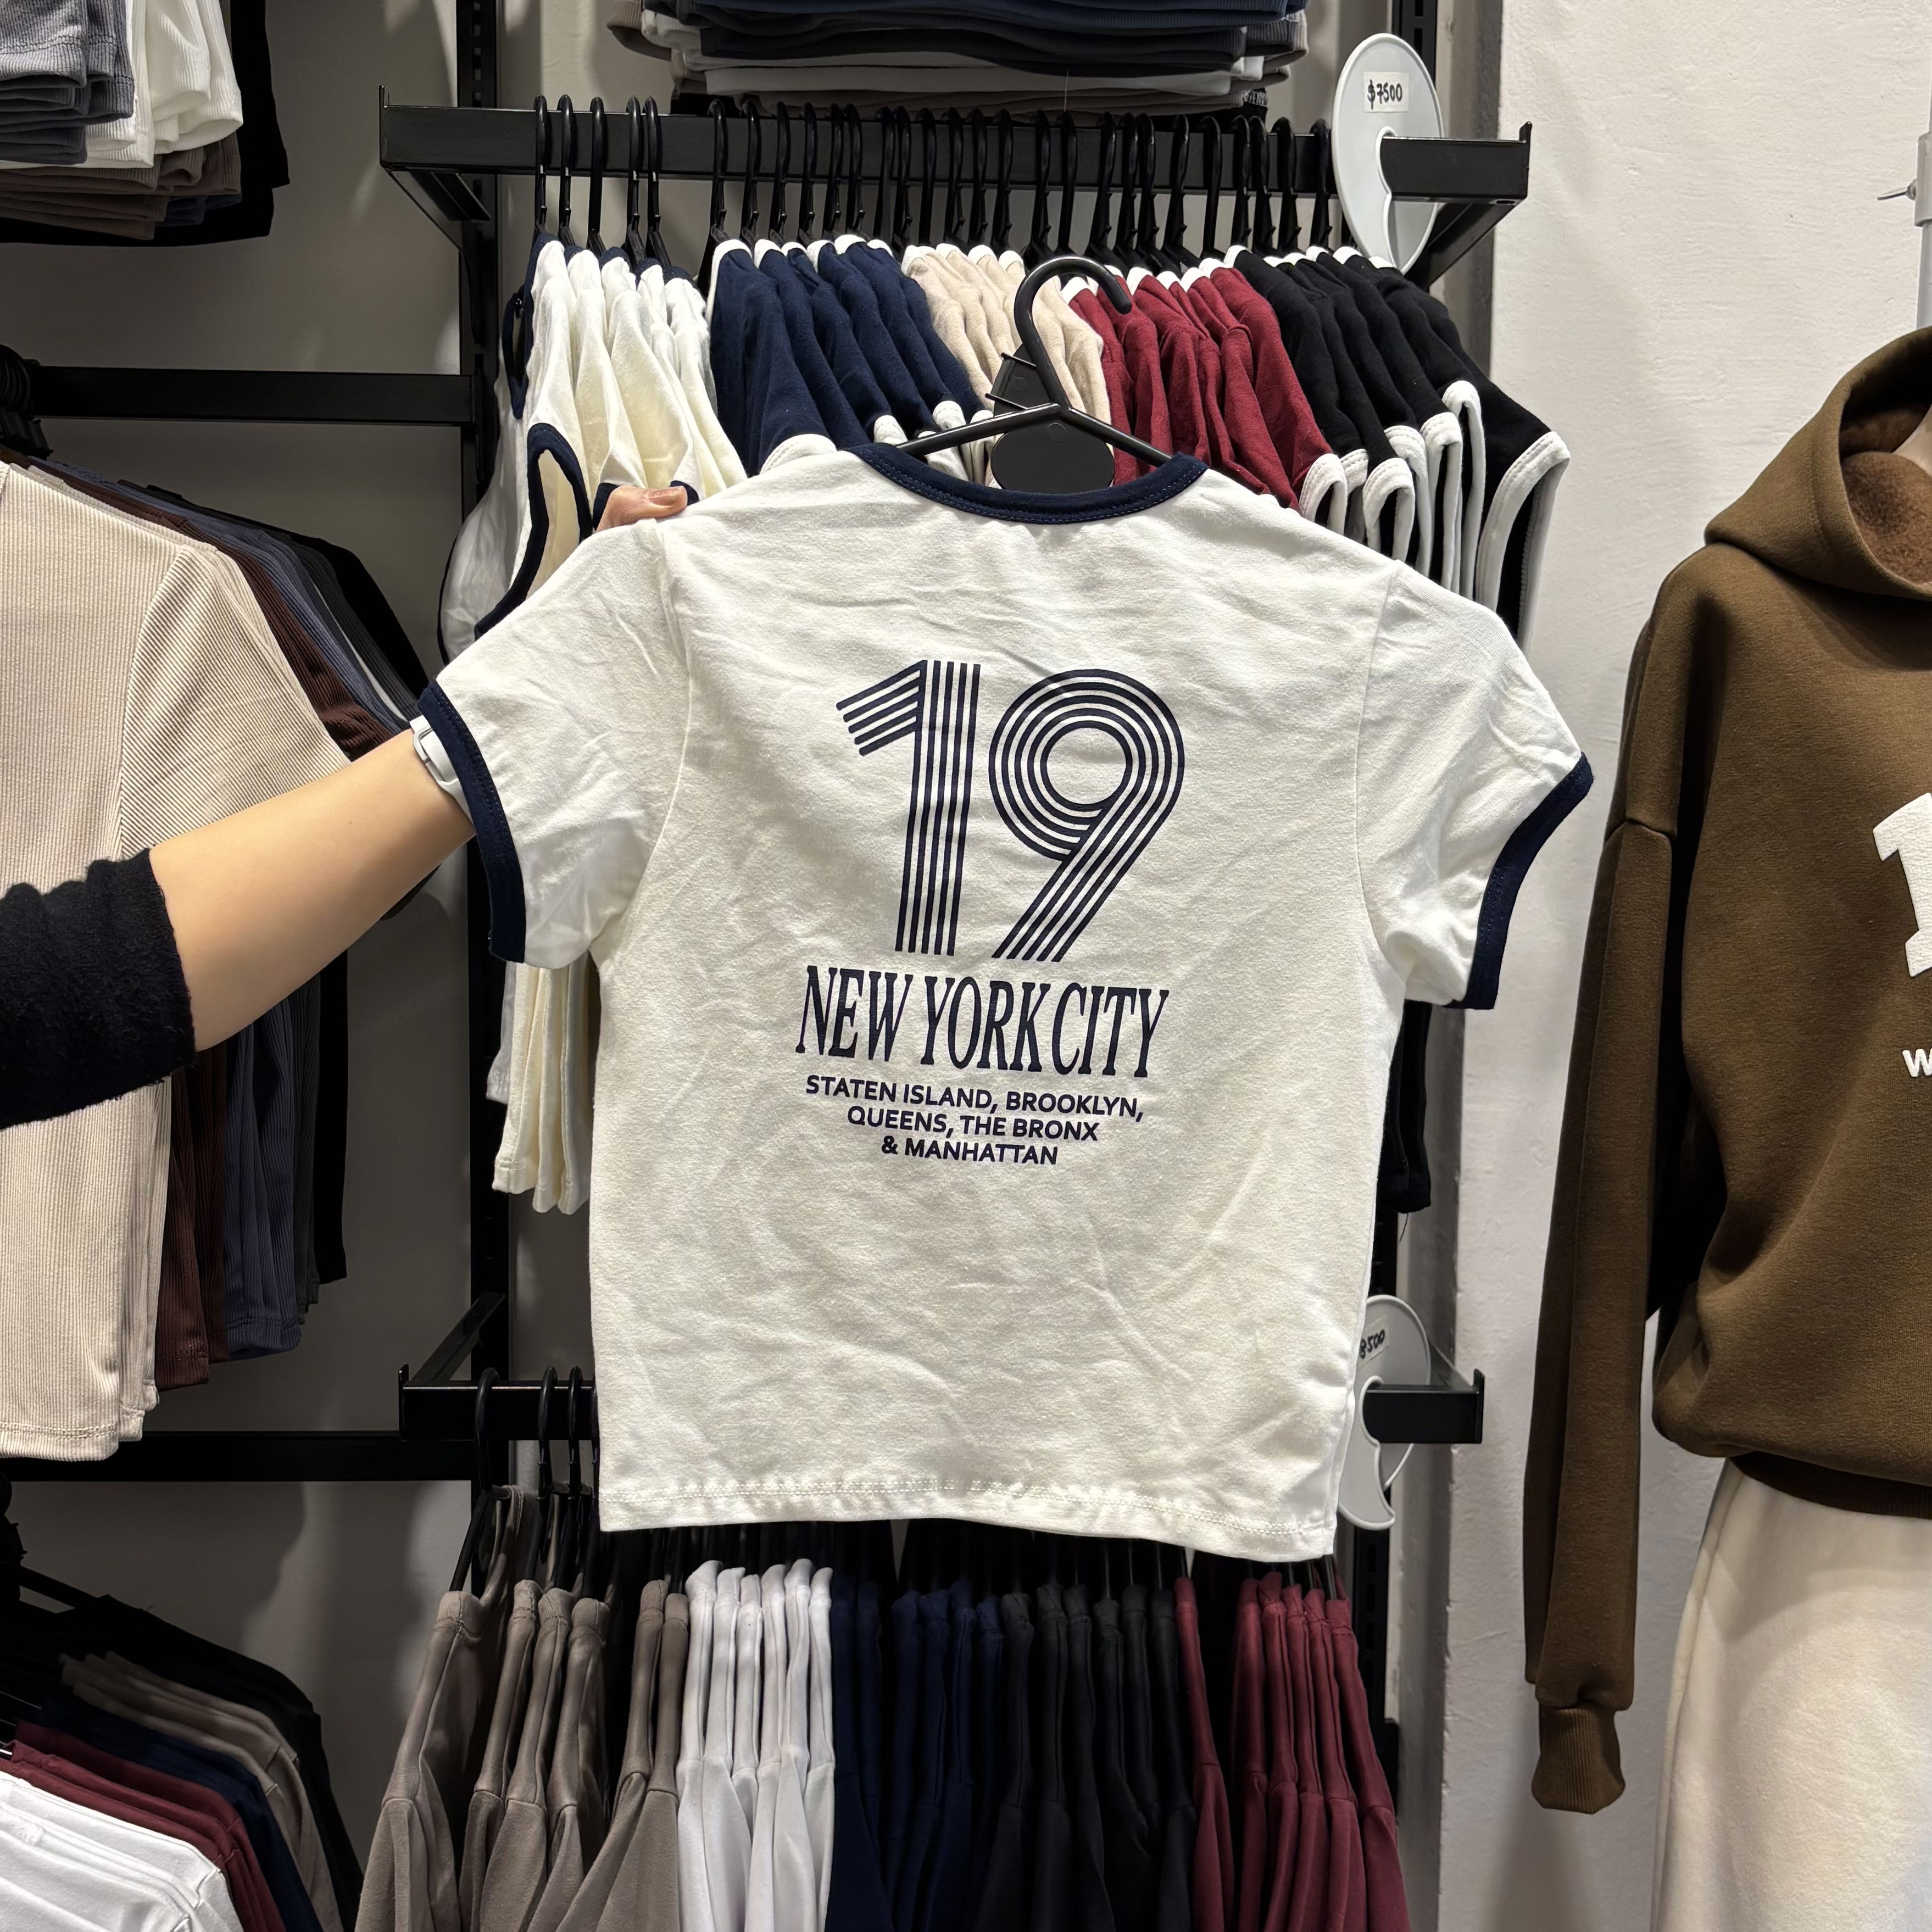 $7500
19
NEW YORK CITY
STATEN ISLAND, BROOKLYN,
QUEENS, THE BRONX
& MANHATTAN